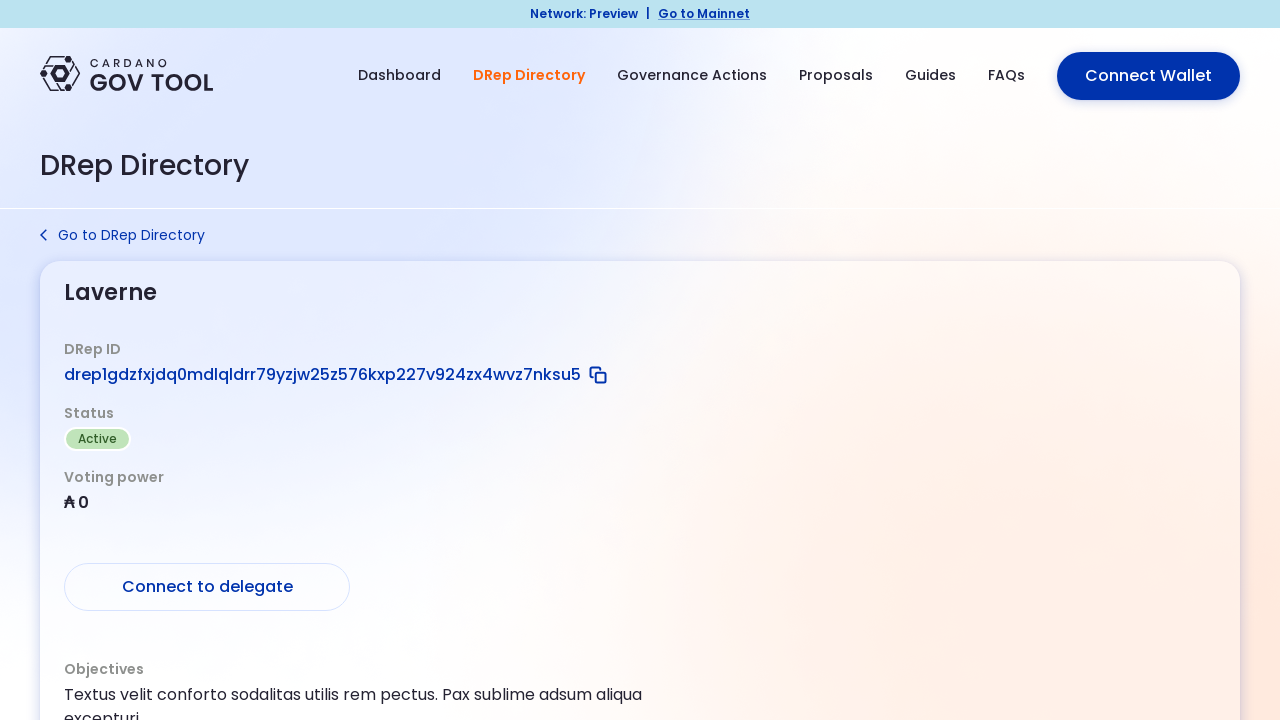 Network: Preview | Go to Mainnet
CARDANO
GOV TOOL
Dashboard
DRep Directory
Governance Actions
Proposals
Guides
FAQs
Connect Wallet
DRep Directory
Go to DRep Directory
Laverne
DRep ID
drep1gdzfxjdq0mdlqldrr79yzjw25z576kxp227v924zx4wvz7nksu5
Status
Active
Voting power
₳ 0
Connect to delegate
Objectives
Textus velit conforto sodalitas utilis rem pectus. Pax sublime adsum aliqua
excepturi